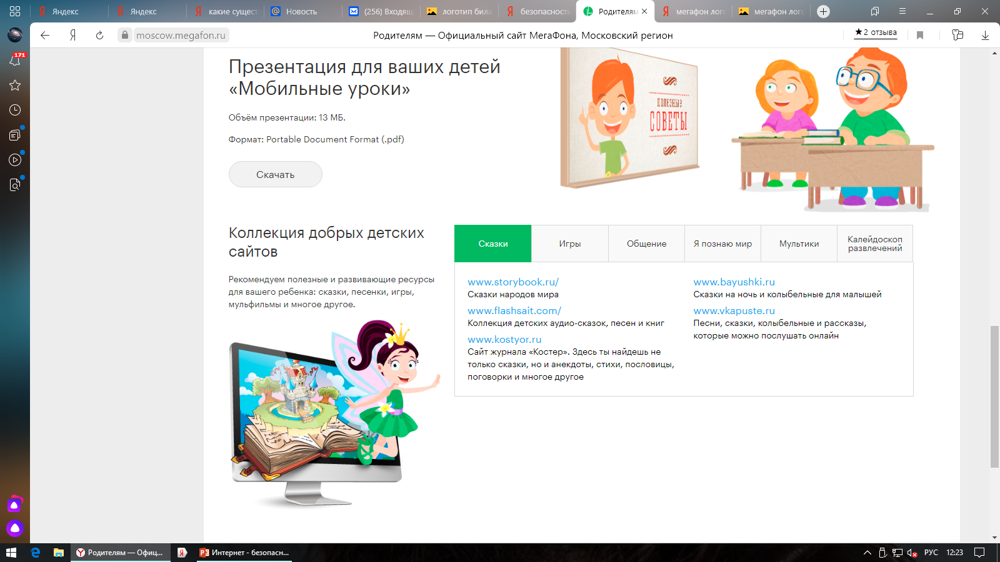 Яндекс
Яндекс
какие сущест
Новость
(256) Входящ
логотип била
безопасность
Родителям
мегафон лого
мегафон лого
171
moscow.megafon.ru
Родителям — Официальный сайт МегаФона, Московский регион
★2 отзыва
Презентация для ваших детей
«Мобильные уроки»
Объём презентации: 13 МБ.
Формат: Portable Document Format (.pdf)
Скачать
ПОЛЕЗНЫЕ
СОВЕТЫ
Коллекция добрых детских
сайтов
Рекомендуем полезные и развивающие ресурсы
для вашего ребенка: сказки, песенки, игры,
мульфильмы и многое другое.
Сказки
Игры
Общение
Я познаю мир
Мультики
Калейдоскоп
развлечений
www.storybook.ru/
Сказки народов мира
www.flashsait.com/
Коллекция детских аудио-сказок, песен и книг
www.kostyor.ru
Сайт журнала «Костер». Здесь ты найдешь не
только сказки, но и анекдоты, стихи, пословицы,
поговорки и многое другое
www.bayushki.ru
Сказки на ночь и колыбельные для малышей
www.vkapuste.ru
Песни, сказки, колыбельные и рассказы,
которые можно послушать онлайн
Родителям — Офиц...
Интернет - безопасн...
РУС
12:23